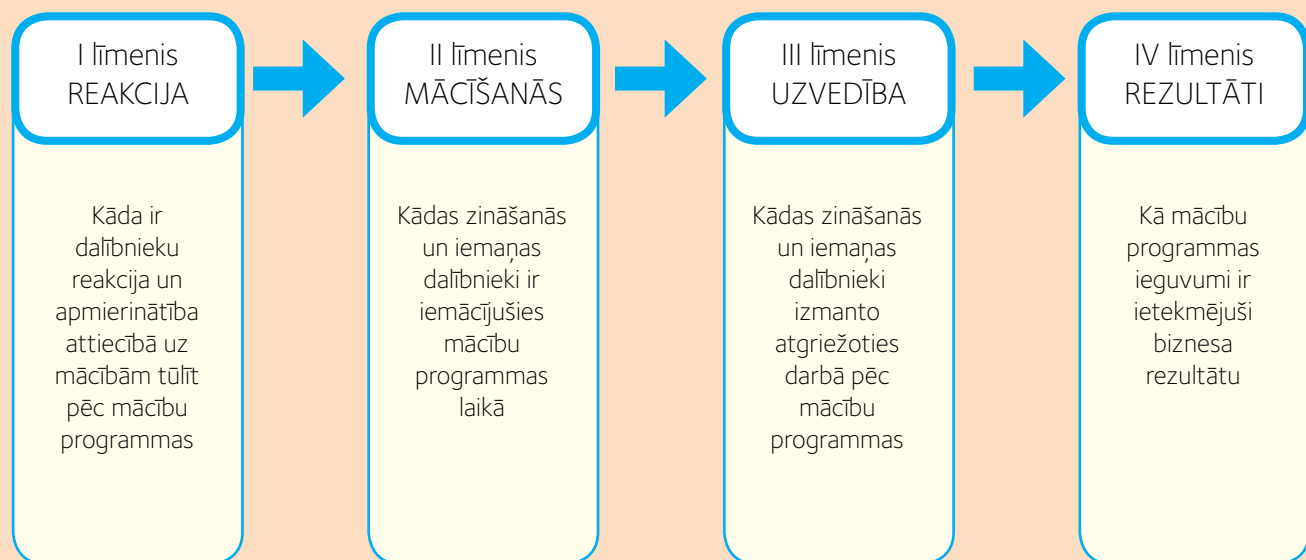 I līmenis
REAKCIJA
Kāda ir
dalībnieku
reakcija un
apmierinātība
attiecībā uz
mācībām tūlīt
pēc mācību
programmas
II līmenis
MĀCĪŠANĀS
Kādas zināšanās
un iemaņas
dalībnieki ir
iemācījušies
mācību
programmas
laikā
III līmenis
UZVEDĪBA
Kādas zināšanās
un iemaņas
dalībnieki
izmanto
atgriežoties
darbā pēc
mācību
programmas
IV līmenis
REZULTĀTI
Kā mācību
programmas
ieguvumi ir
ietekmējuši
biznesa
rezultātu